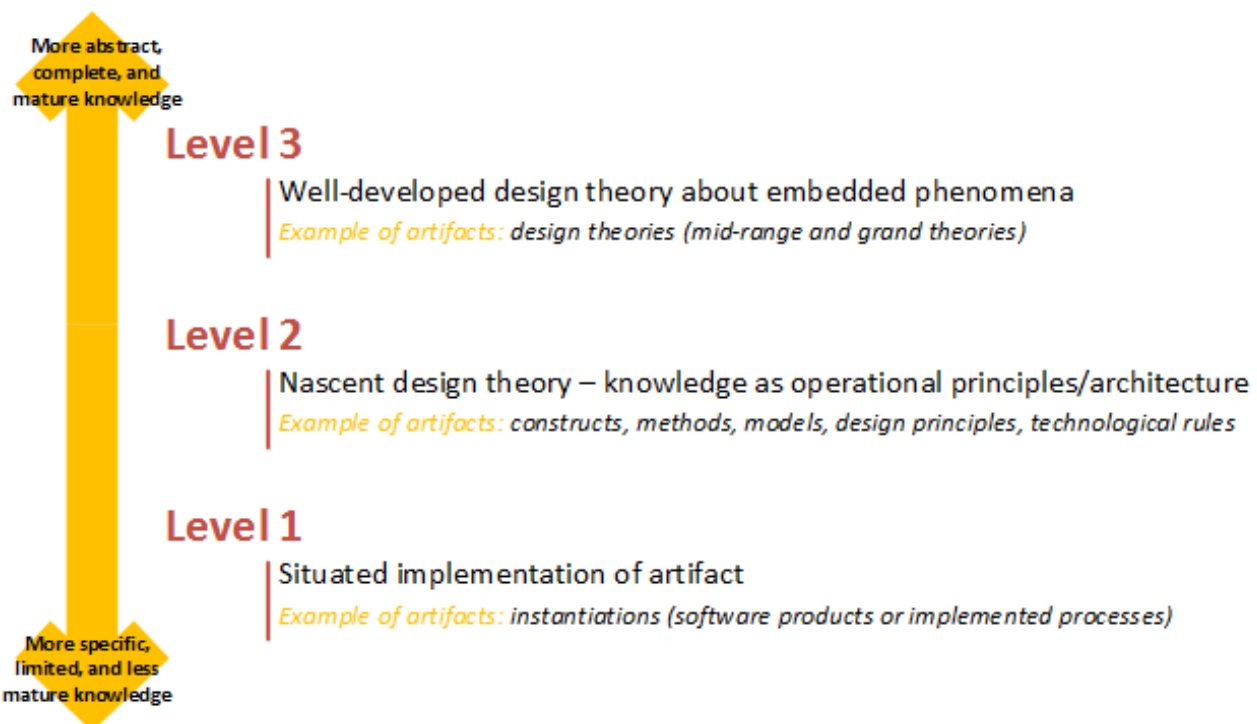 More abstract,
complete, and
mature knowledge
Level 3
Well-developed design theory about embedded phenomena
Example of artifacts: design theories (mid-range and grand theories)
Level 2
Nascent design theory – knowledge as operational principles/architecture
Example of artifacts: constructs, methods, models, design principles, technological rules
Level 1
Situated implementation of artifact
Example of artifacts: instantiations (software products or implemented processes)
More specific,
limited, and less
mature knowledge